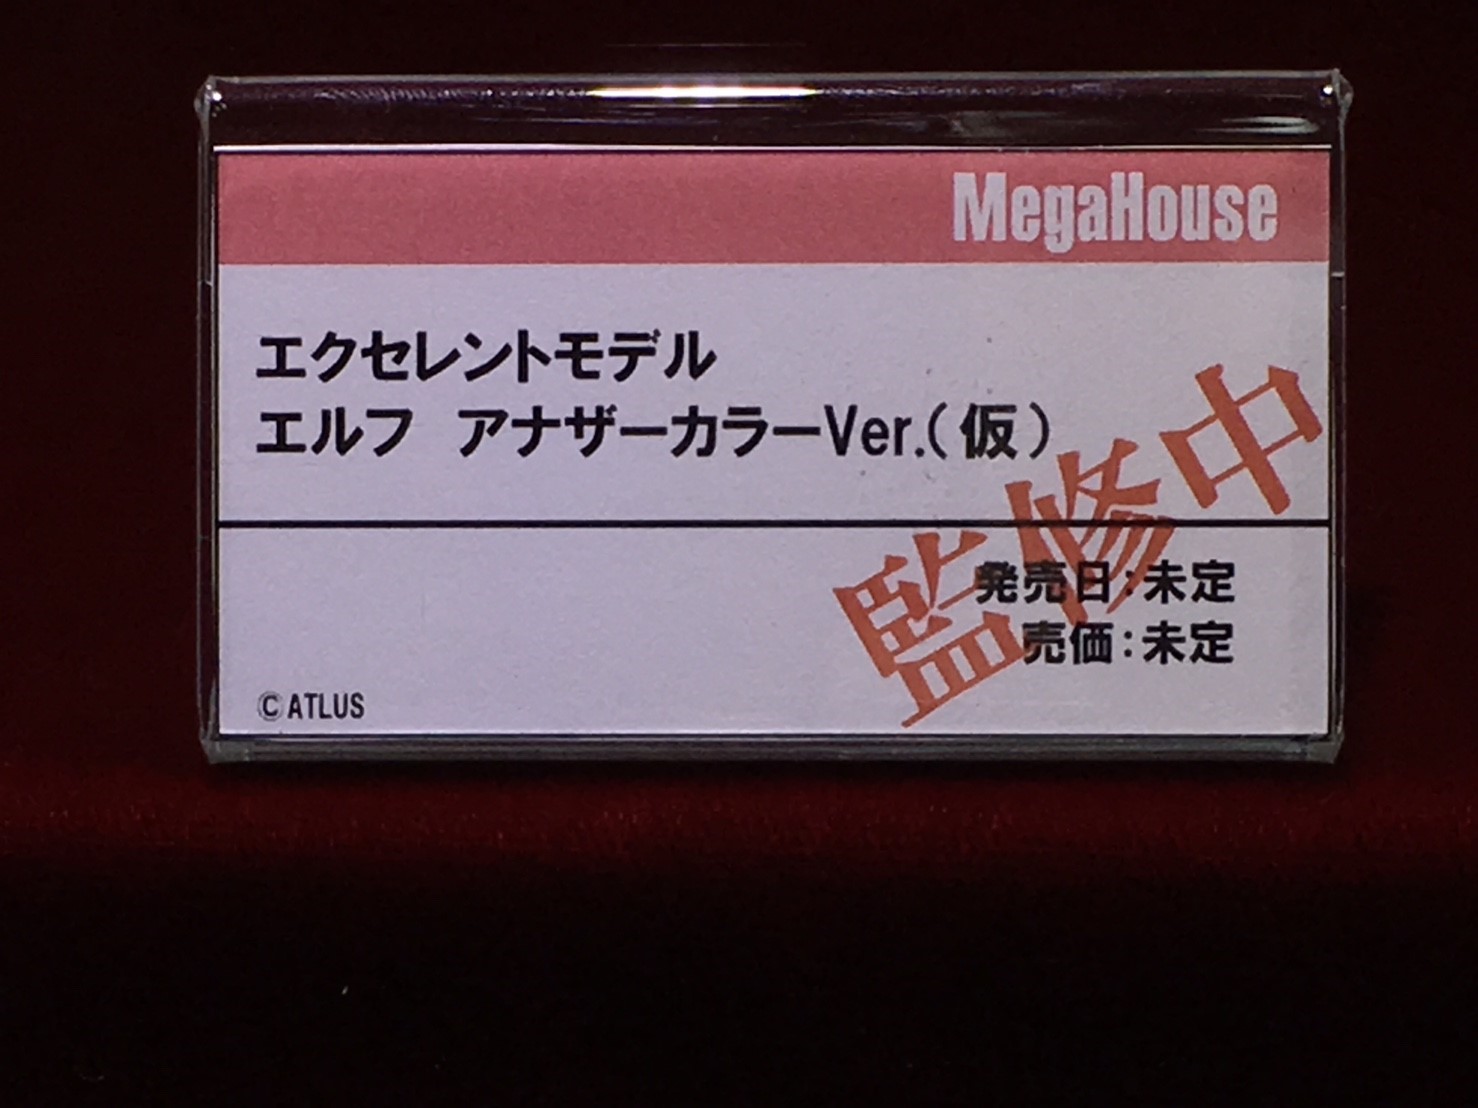 MegaHouse
エクセレントモデル
エルフ　アナザーカラーVer.（仮）
監修中
発売日：未定
売価：未定
©ATLUS